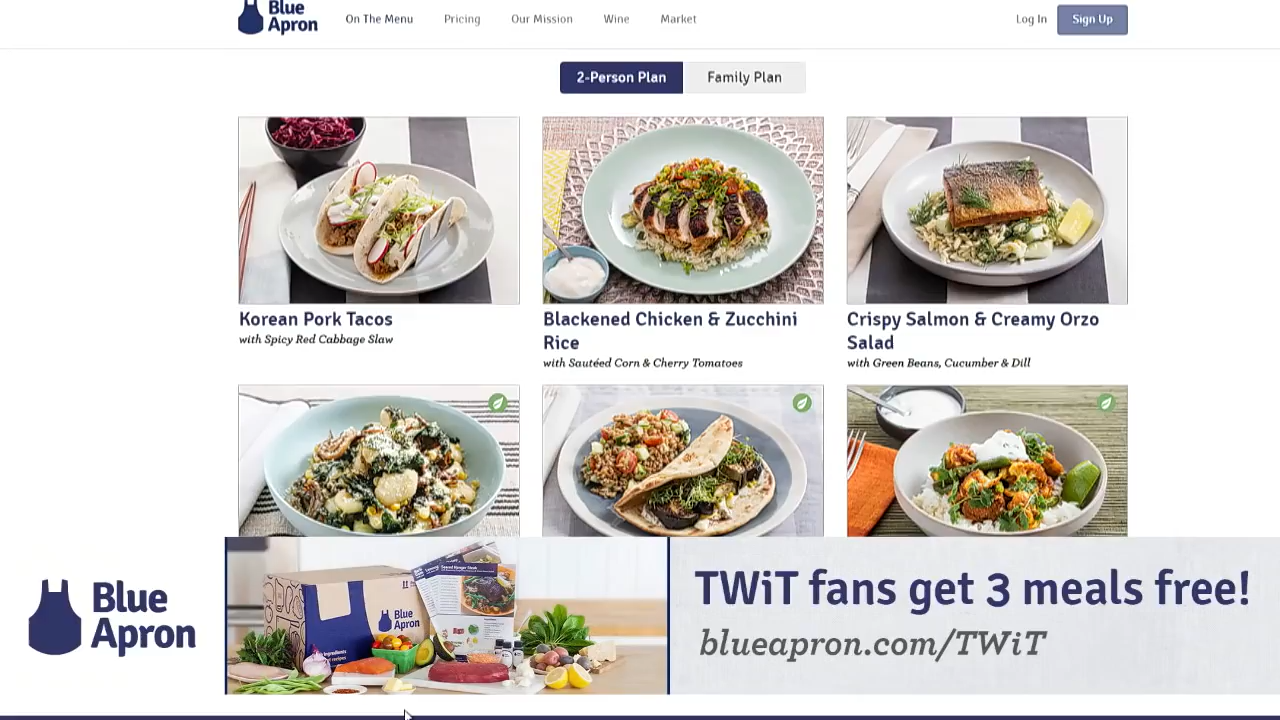 Blue
Apron
On The Menu
Pricing
Our Mission
Wine
Market
Log In
Sign Up
2-Person Plan
Family Plan
Korean Pork Tacos
with Spicy Red Cabbage Slaw
Blackened Chicken & Zucchini
Rice
with Sautéed Corn & Cherry Tomatoes
Crispy Salmon & Creamy Orzo
Salad
with Green Beans, Cucumber & Dill
Blue
Apron
Blue
Apron
TWiT fans get 3 meals free!
blueapron.com/TWiT